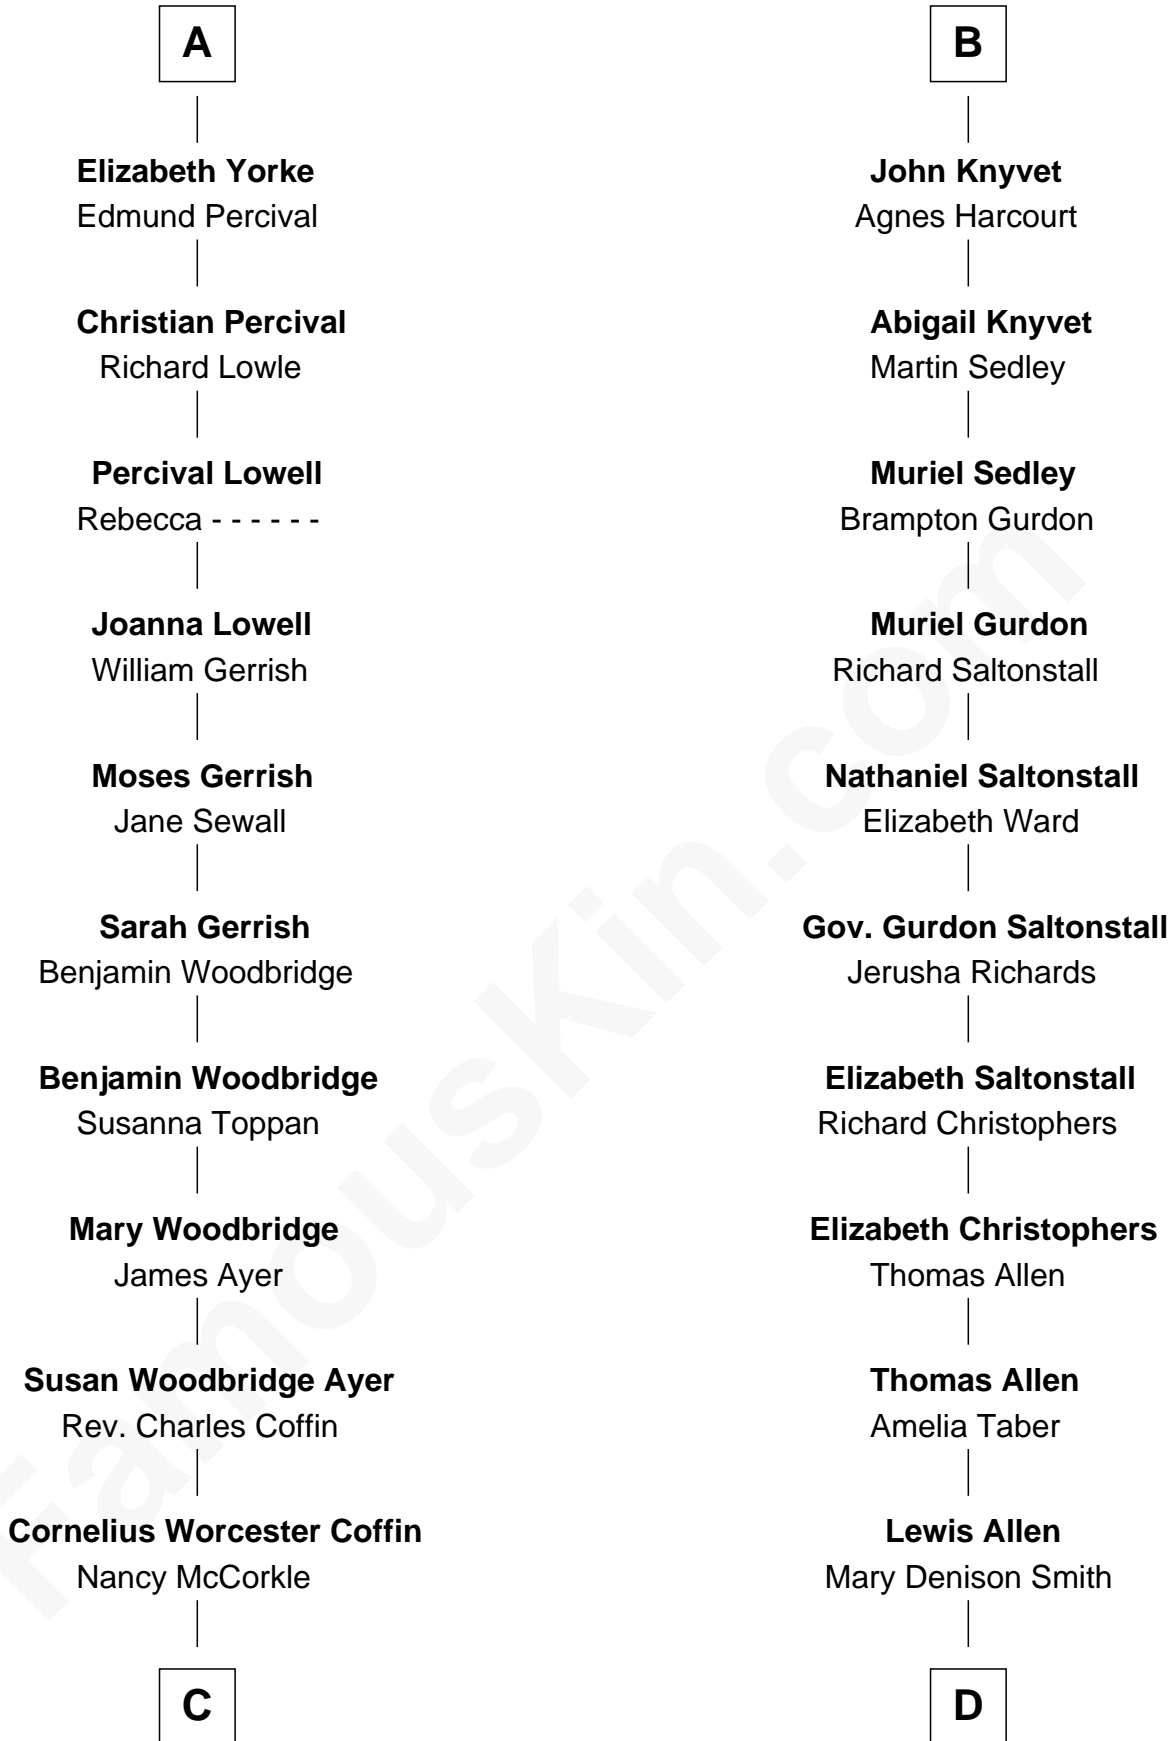 A
Elizabeth Yorke
Edmund Percival
Christian Percival
Richard Lowle
Percival Lowell
Rebecca - - - - - -
Joanna Lowell
William Gerrish
Moses Gerrish
Jane Sewall
Sarah Gerrish
Benjamin Woodbridge
Benjamin Woodbridge
Susanna Toppan
Mary Woodbridge
James Ayer
Susan Woodbridge Ayer
Rev. Charles Coffin
Cornelius Worcester Coffin
Nancy McCorkle
C
B
John Knyvet
Agnes Harcourt
Abigail Knyvet
Martin Sedley
Muriel Sedley
Brampton Gurdon
Muriel Gurdon
Richard Saltonstall
Nathaniel Saltonstall
Elizabeth Ward
Gov. Gurdon Saltonstall
Jerusha Richards
Elizabeth Saltonstall
Richard Christophers
Elizabeth Christophers
Thomas Allen
Thomas Allen
Amelia Taber
Lewis Allen
Mary Denison Smith
D
FamousKin.com